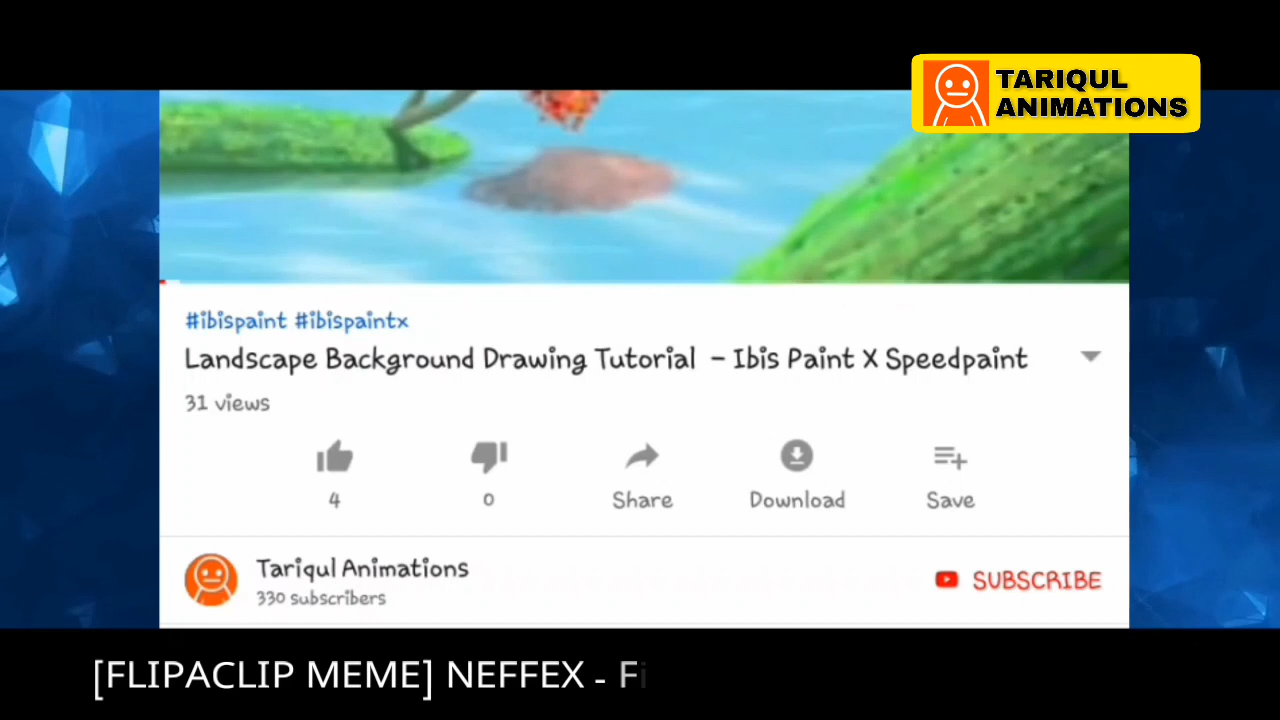 TARIQUL
ANIMATIONS
#ibispaint #ibispaintx
Landscape Background Drawing Tutorial - Ibis Paint X Speedpaint
31 views
4
0
Share
Download
Save
Tariqul Animations
330 subscribers
SUBSCRIBE
[FLIPACLIP MEME] NEFFEX - Fi